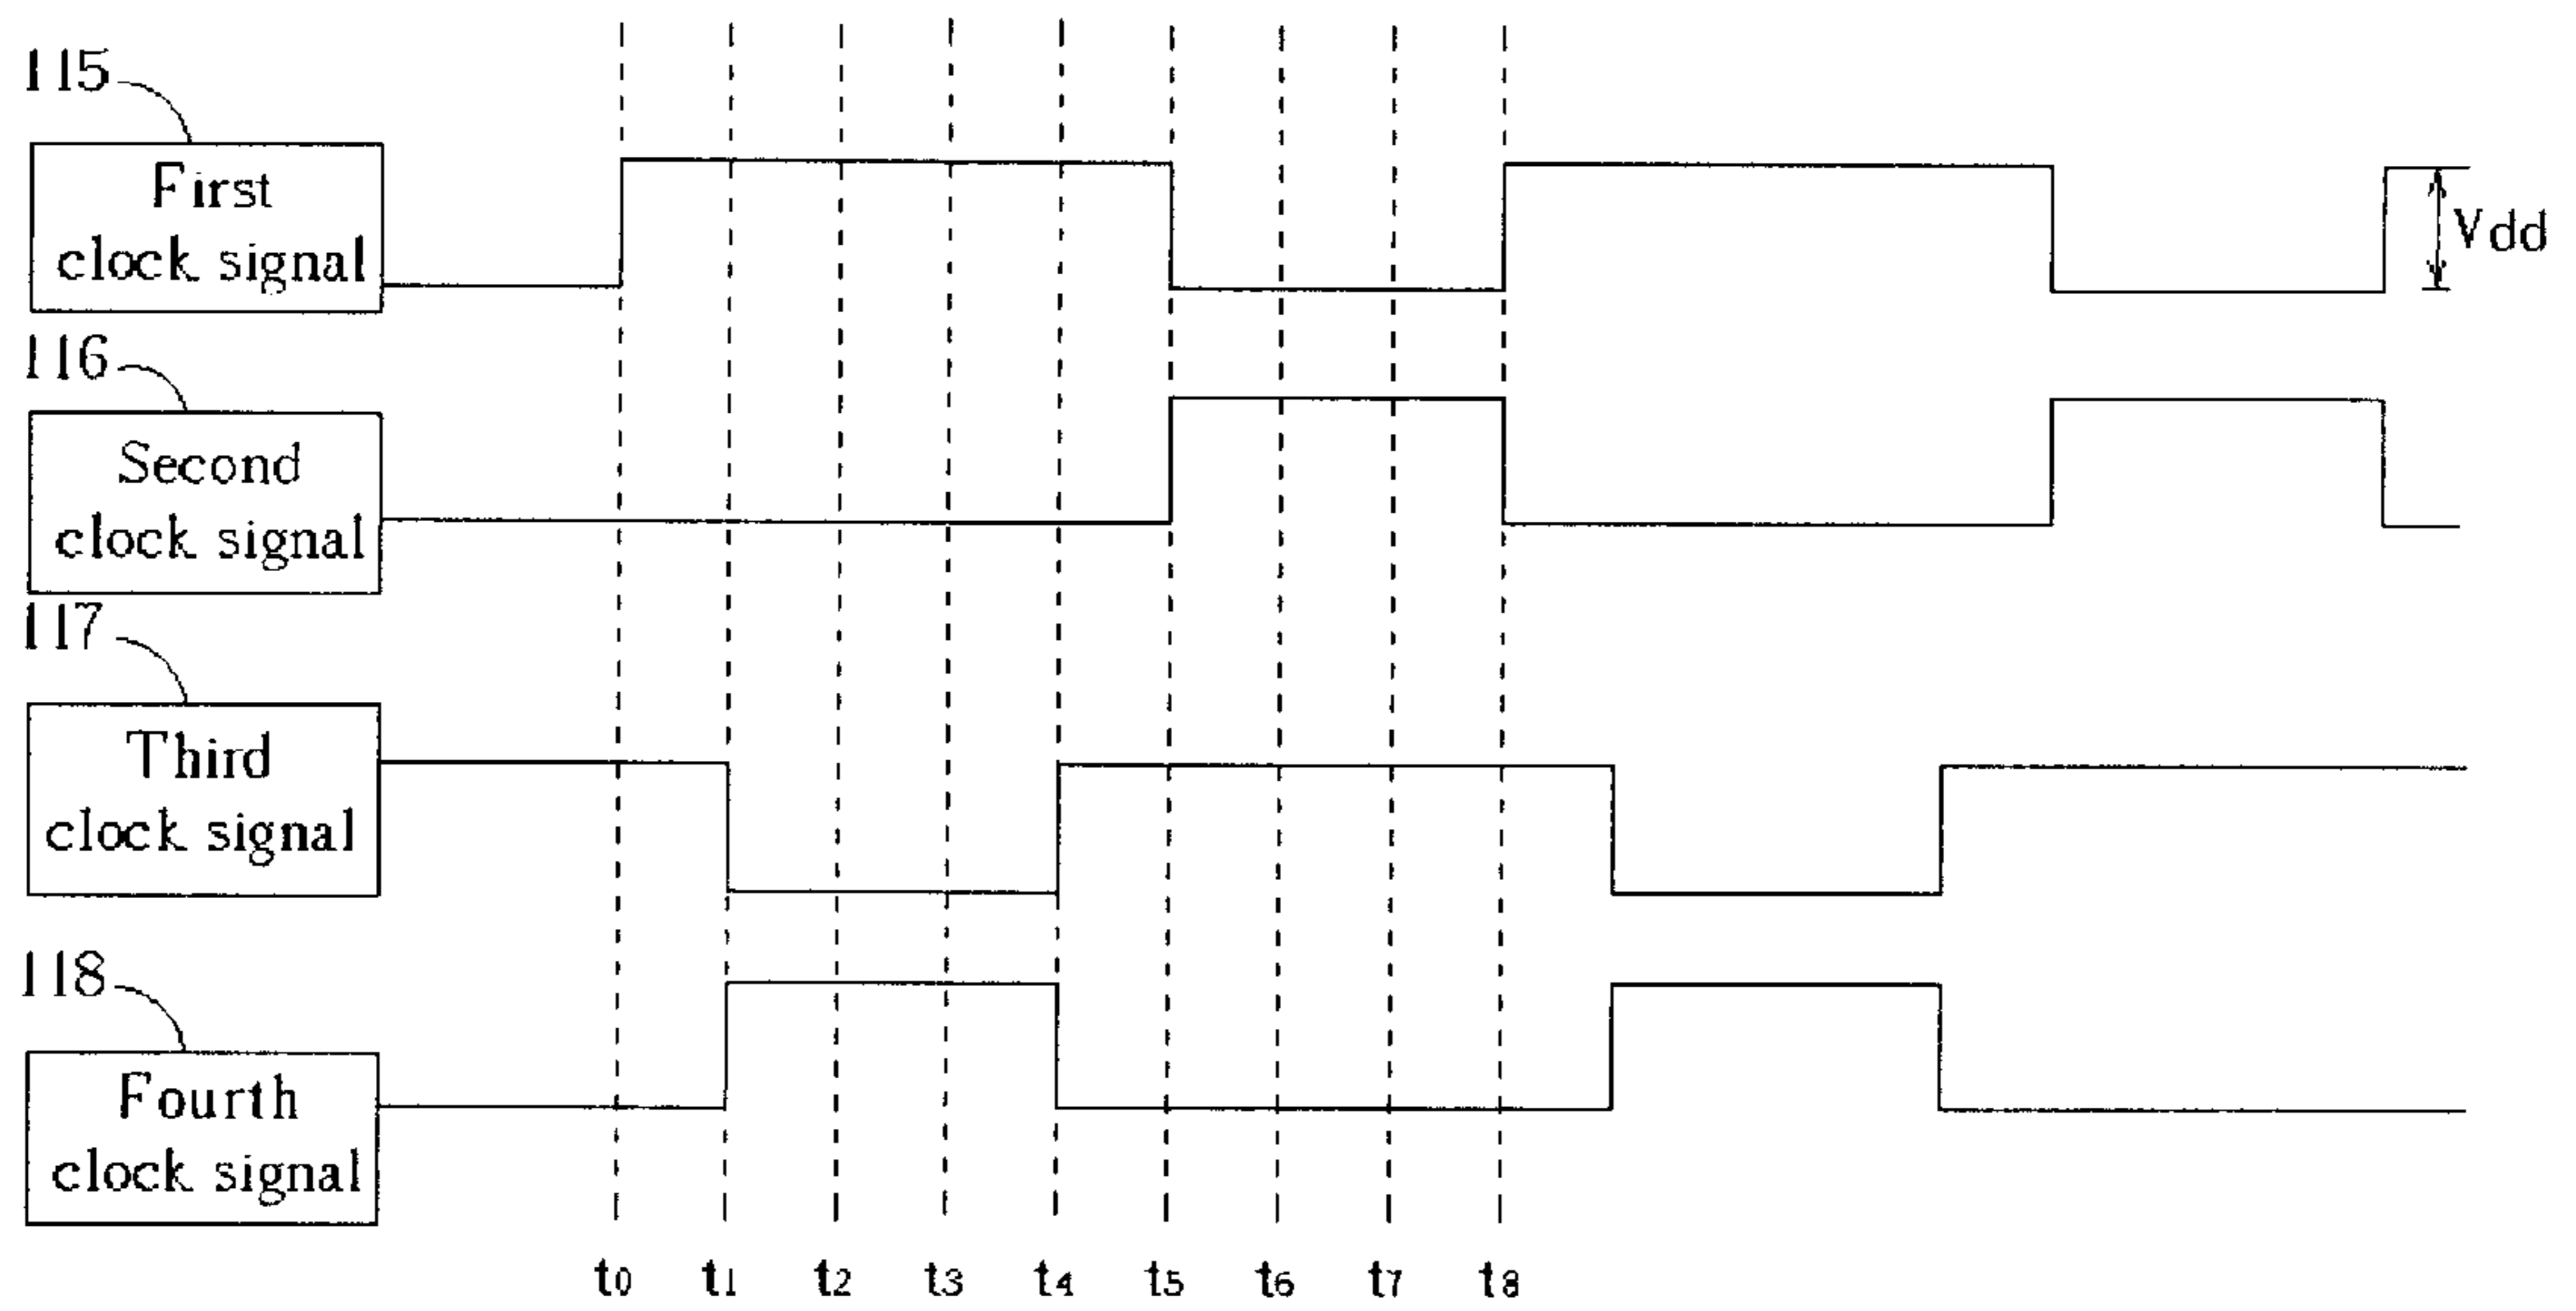 115
First
clock signal
Vdd
116
Second
clock signal
117
Third
clock signal
118
Fourth
clock signal
t0 t1 t2 t3 t4 t5 t6 t7 t8